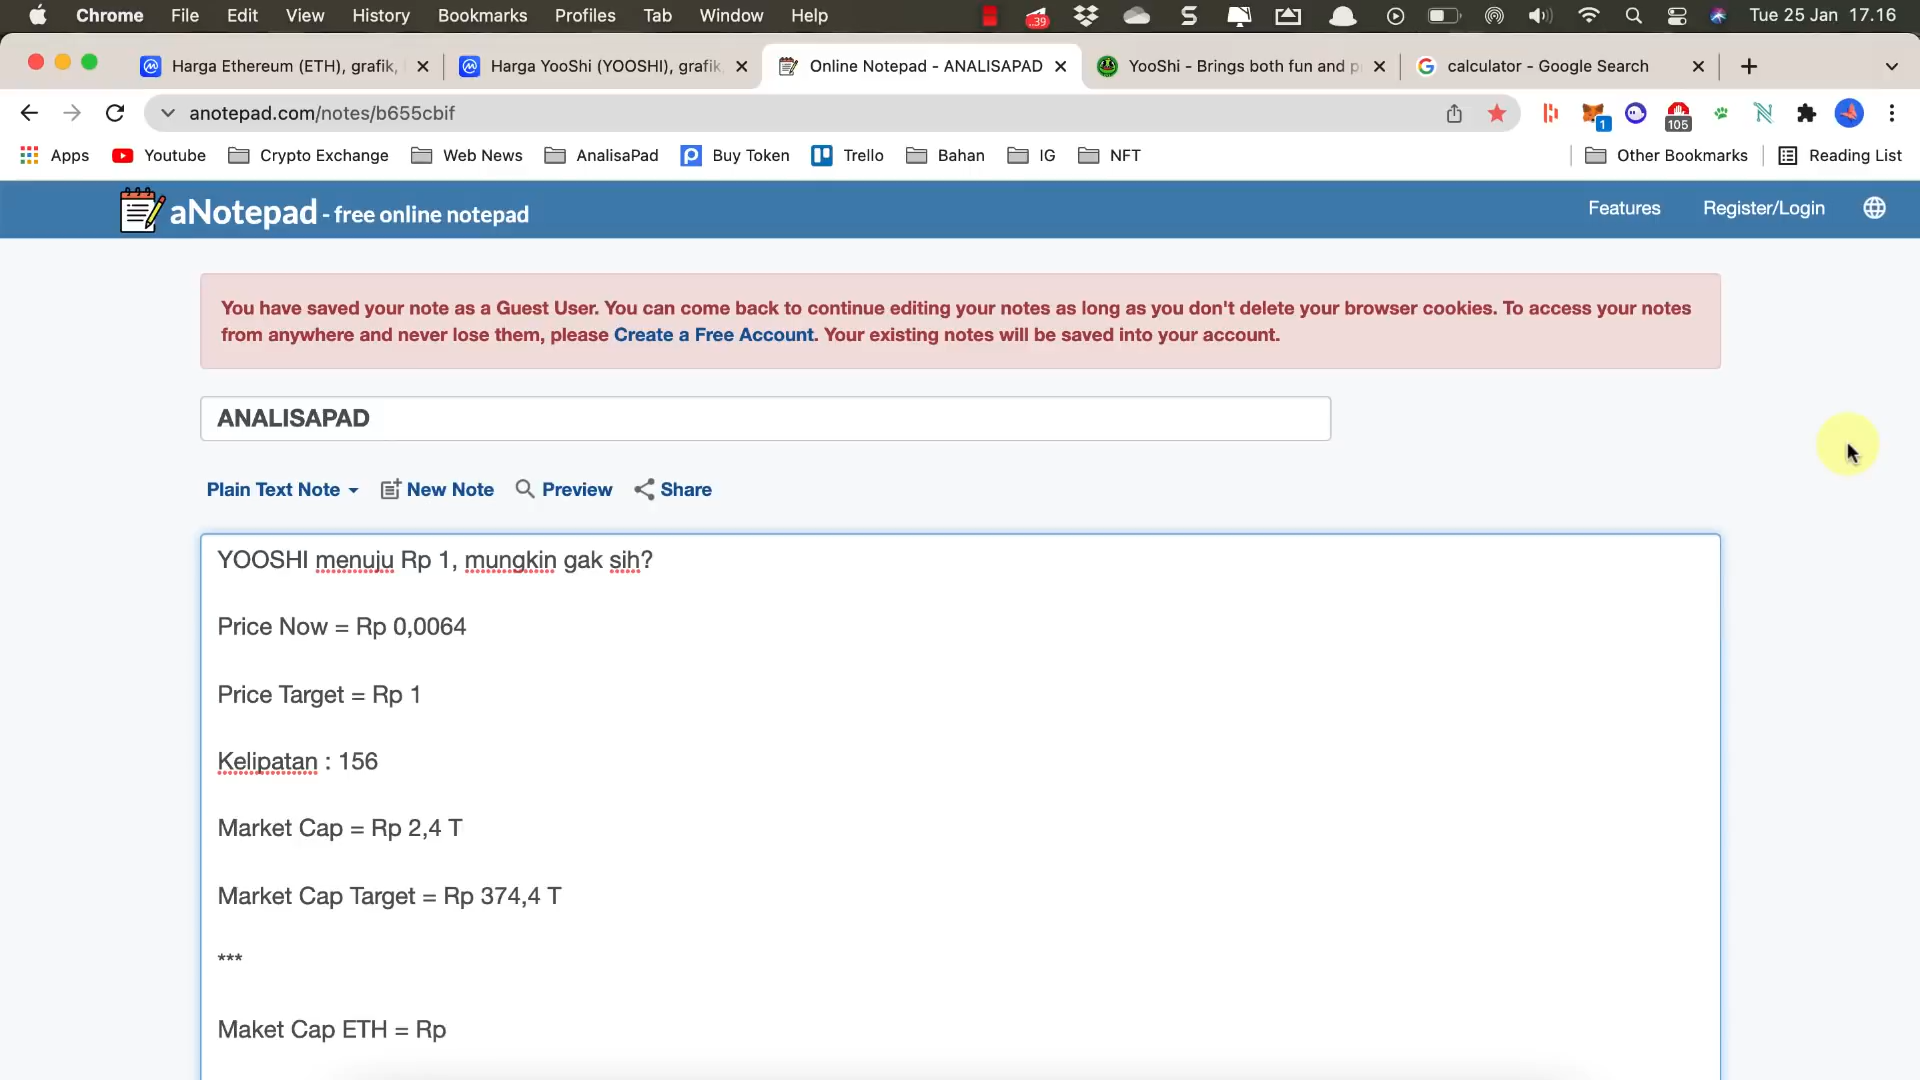 Chrome File Edit View History Bookmarks Profiles Tab Window Help 39 Tue 25 Jan 17.16
Harga Ethereum (ETH), grafik, Harga YooShi (YOOSHI), grafik, Online Notepad - ANALISAPAD YooShi - Brings both fun and p calculator - Google Search
anotepad.com/notes/b655cbif 1 105
Apps Youtube Crypto Exchange Web News AnalisaPad Buy Token Trello Bahan IG NFT Other Bookmarks Reading List
aNotepad - free online notepad Features Register/Login
You have saved your note as a Guest User. You can come back to continue editing your notes as long as you don't delete your browser cookies. To access your notes
from anywhere and never lose them, please Create a Free Account. Your existing notes will be saved into your account.
ANALISAPAD
Plain Text Note New Note Preview Share
YOOSHI menuju Rp 1, mungkin gak sih?
Price Now = Rp 0,0064
Price Target = Rp 1
Kelipatan : 156
Market Cap = Rp 2,4 T
Market Cap Target = Rp 374,4 T
***
Maket Cap ETH = Rp